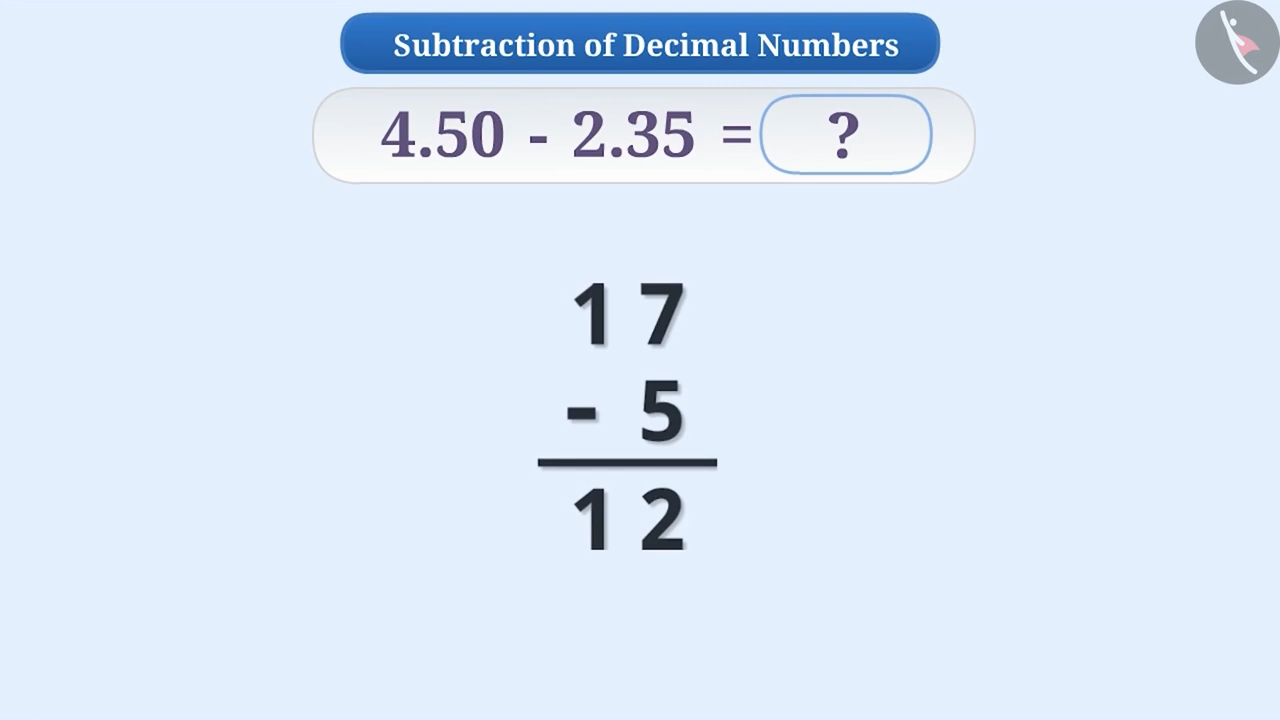 Subtraction of Decimal Numbers
4.50 - 2.35 = ?
1 7
- 5
1 2